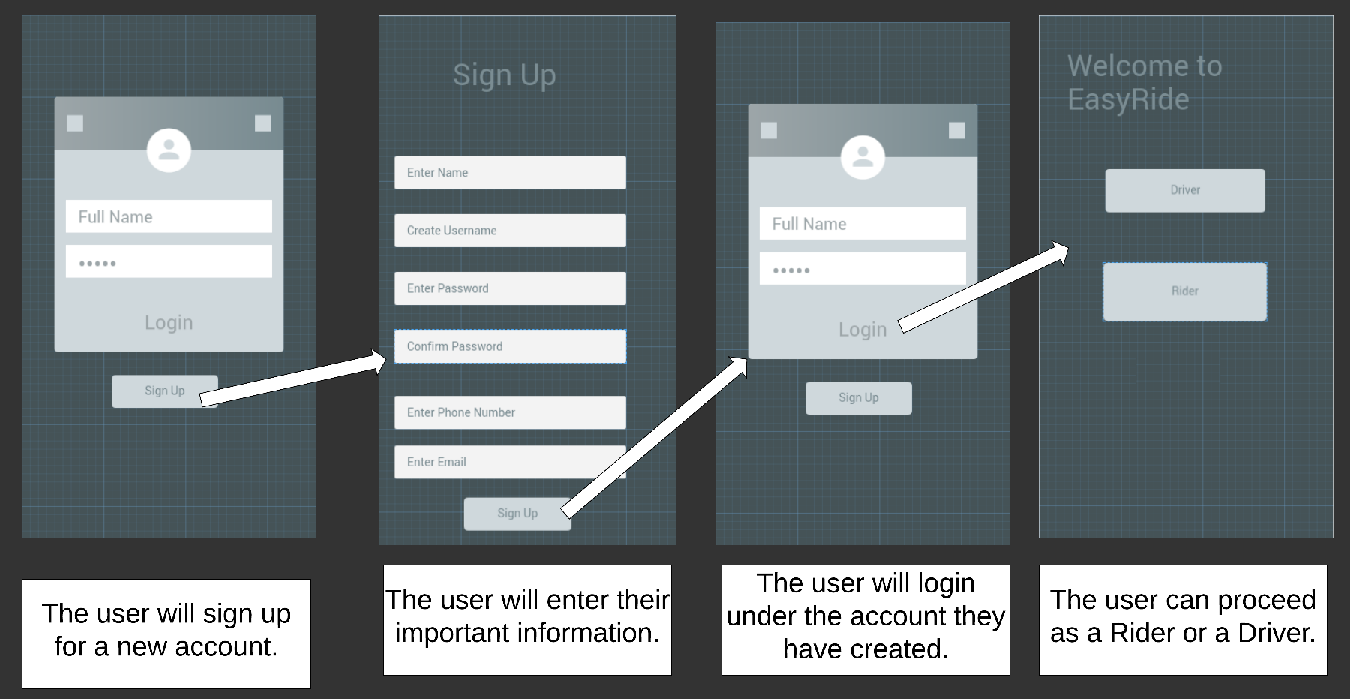 Full Name
•••••
Login
Sign Up
The user will sign up
for a new account.
Sign Up
Enter Name
Create Username
Enter Password
Confirm Password
Enter Phone Number
Enter Email
Sign Up
The user will enter their
important information.
Full Name
•••••
Login
Sign Up
The user will login
under the account they
have created.
Welcome to
EasyRide
Driver
Rider
The user can proceed
as a Rider or a Driver.